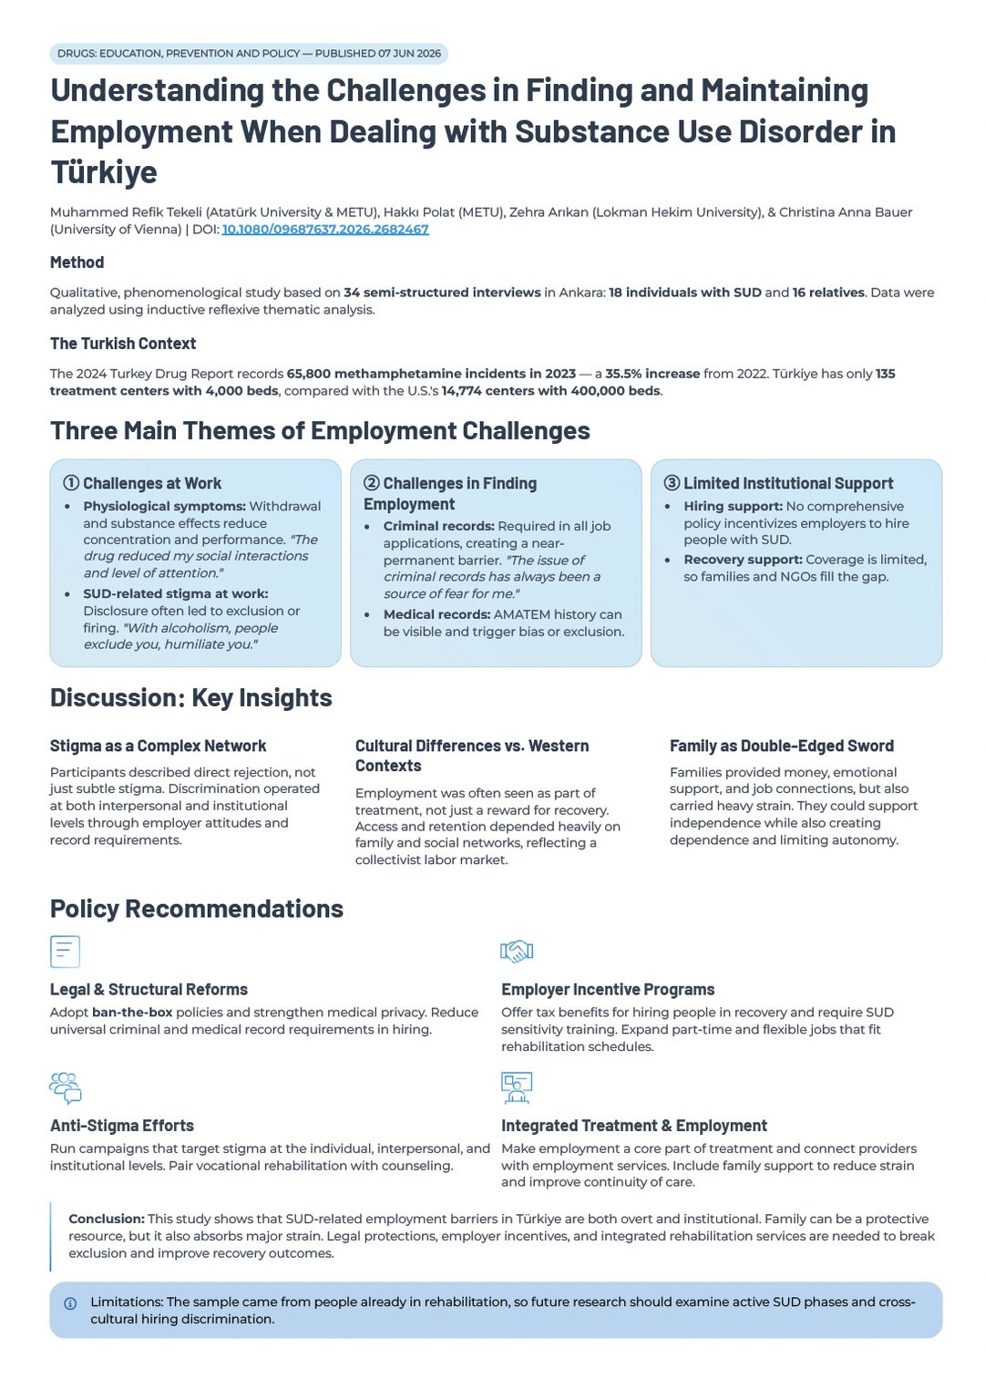 DRUGS: EDUCATION, PREVENTION AND POLICY — PUBLISHED 07 JUN 2026
Understanding the Challenges in Finding and Maintaining
Employment When Dealing with Substance Use Disorder in
Türkiye
Muhammed Refik Tekeli (Atatürk University & METU), Hakkı Polat (METU), Zehra Arıkan (Lokman Hekim University), & Christina Anna Bauer
(University of Vienna) | DOI: 10.1080/09687637.2026.2682467
Method
Qualitative, phenomenological study based on 34 semi-structured interviews in Ankara: 18 individuals with SUD and 16 relatives. Data were
analyzed using inductive reflexive thematic analysis.
The Turkish Context
The 2024 Turkey Drug Report records 65,800 methamphetamine incidents in 2023 — a 35.5% increase from 2022. Türkiye has only 135
treatment centers with 4,000 beds, compared with the U.S.'s 14,774 centers with 400,000 beds.
Three Main Themes of Employment Challenges
① Challenges at Work
• Physiological symptoms: Withdrawal
and substance effects reduce
concentration and performance. "The
drug reduced my social interactions
and level of attention."
• SUD-related stigma at work:
Disclosure often led to exclusion or
firing. "With alcoholism, people
exclude you, humiliate you."
② Challenges in Finding
Employment
• Criminal records: Required in all job
applications, creating a near-
permanent barrier. "The issue of
criminal records has always been a
source of fear for me."
• Medical records: AMATEM history can
be visible and trigger bias or exclusion.
③ Limited Institutional Support
• Hiring support: No comprehensive
policy incentivizes employers to hire
people with SUD.
• Recovery support: Coverage is limited,
so families and NGOs fill the gap.
Discussion: Key Insights
Stigma as a Complex Network
Participants described direct rejection, not
just subtle stigma. Discrimination operated
at both interpersonal and institutional
levels through employer attitudes and
record requirements.
Cultural Differences vs. Western
Contexts
Employment was often seen as part of
treatment, not just a reward for recovery.
Access and retention depended heavily on
family and social networks, reflecting a
collectivist labor market.
Family as Double-Edged Sword
Families provided money, emotional
support, and job connections, but also
carried heavy strain. They could support
independence while also creating
dependence and limiting autonomy.
Policy Recommendations
Legal & Structural Reforms
Adopt ban-the-box policies and strengthen medical privacy. Reduce
universal criminal and medical record requirements in hiring.
Employer Incentive Programs
Offer tax benefits for hiring people in recovery and require SUD
sensitivity training. Expand part-time and flexible jobs that fit
rehabilitation schedules.
Anti-Stigma Efforts
Run campaigns that target stigma at the individual, interpersonal, and
institutional levels. Pair vocational rehabilitation with counseling.
Integrated Treatment & Employment
Make employment a core part of treatment and connect providers
with employment services. Include family support to reduce strain
and improve continuity of care.
Conclusion: This study shows that SUD-related employment barriers in Türkiye are both overt and institutional. Family can be a protective
resource, but it also absorbs major strain. Legal protections, employer incentives, and integrated rehabilitation services are needed to break
exclusion and improve recovery outcomes.
Limitations: The sample came from people already in rehabilitation, so future research should examine active SUD phases and cross-
cultural hiring discrimination.